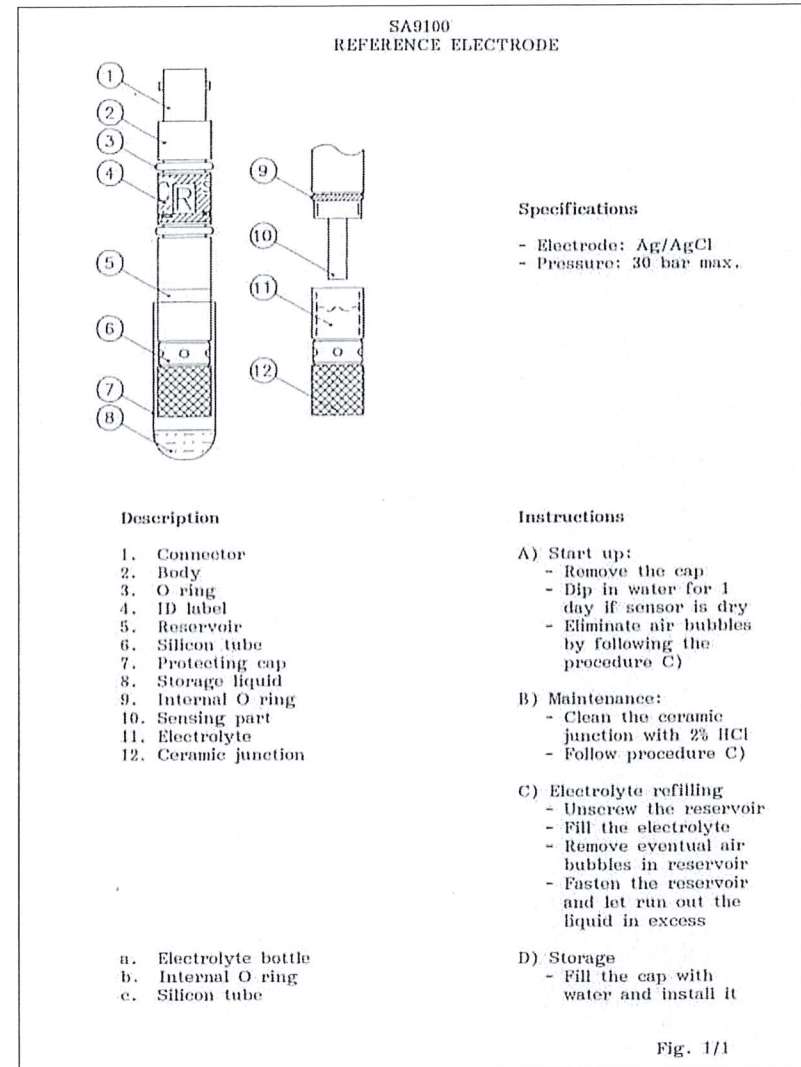 SA9100
REFERENCE ELECTRODE
1
2
3
4
R
5
6
7
8
9
10
11
12
Specifications
- Electrode: Ag/AgCl
- Pressure: 30 bar max.
Description
1. Connector
2. Body
3. O ring
4. ID label
5. Reservoir
6. Silicon tube
7. Protecting cap
8. Storage liquid
9. Internal O ring
10. Sensing part
11. Electrolyte
12. Ceramic junction
a. Electrolyte bottle
b. Internal O ring
c. Silicon tube
Instructions
A) Start up:
- Remove the cap
- Dip in water for 1
day if sensor is dry
- Eliminate air bubbles
by following the
procedure C)
B) Maintenance:
- Clean the ceramic
junction with 2% HCl
- Follow procedure C)
C) Electrolyte refilling
- Unscrew the reservoir
- Fill the electrolyte
- Remove eventual air
bubbles in reservoir
- Fasten the reservoir
and let run out the
liquid in excess
D) Storage
- Fill the cap with
water and install it
Fig. 1/1